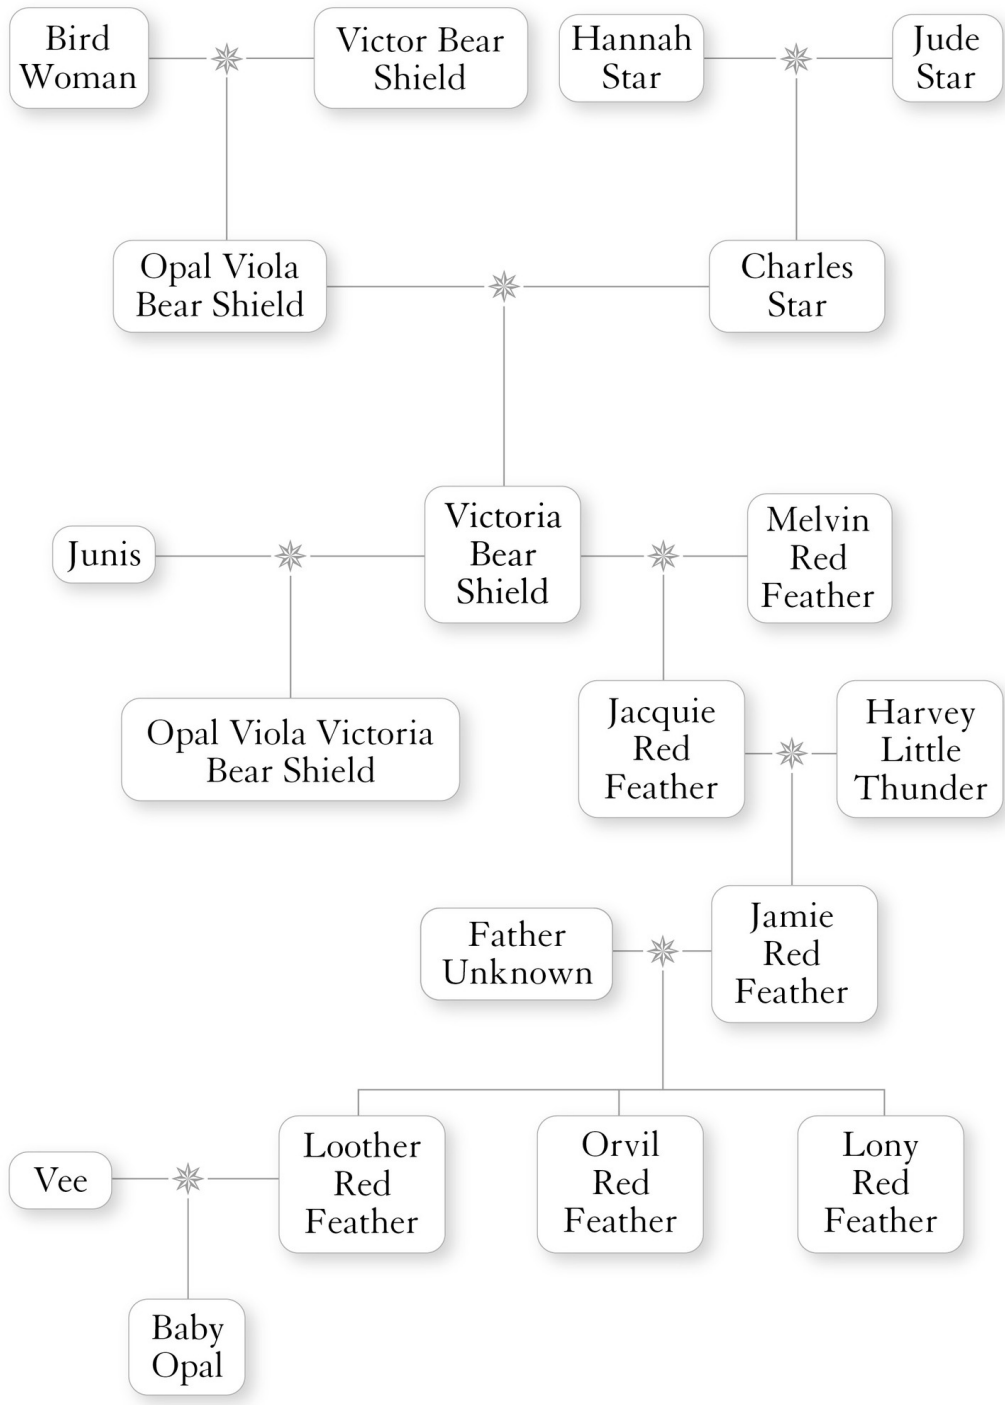 Bird
Woman
Victor Bear
Shield
Hannah
Star
Jude
Star
Opal Viola
Bear Shield
Charles
Star
Junis
Victoria
Bear
Shield
Melvin
Red
Feather
Opal Viola Victoria
Bear Shield
Jacquie
Red
Feather
Harvey
Little
Thunder
Father
Unknown
Jamie
Red
Feather
Vee
Loother
Red
Feather
Orvil
Red
Feather
Lony
Red
Feather
Baby
Opal